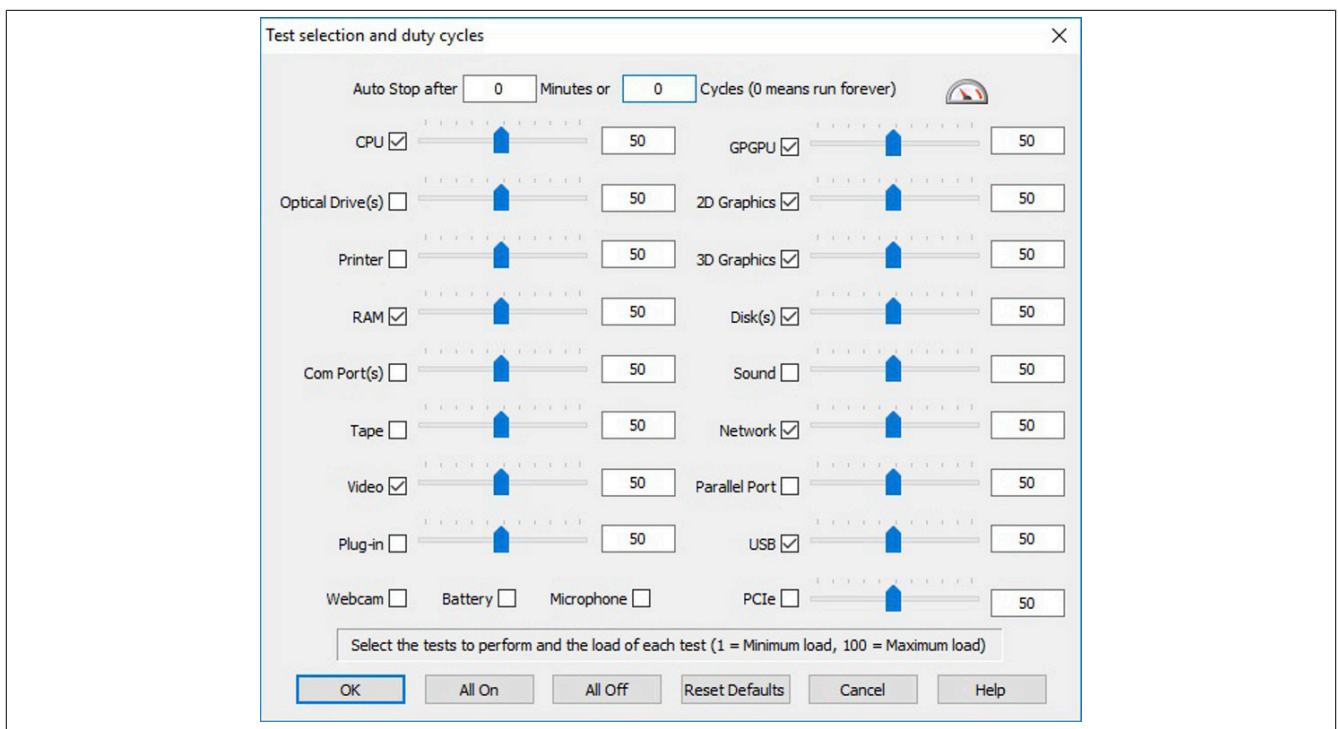 Test selection and duty cycles
Auto Stop after 0 Minutes or 0 Cycles (0 means run forever)
CPU 50 GPGPU 50
Optical Drive(s) 50 2D Graphics 50
Printer 50 3D Graphics 50
RAM 50 Disk(s) 50
Com Port(s) 50 Sound 50
Tape 50 Network 50
Video 50 Parallel Port 50
Plug-in 50 USB 50
Webcam Battery Microphone PCIe 50
Select the tests to perform and the load of each test (1 = Minimum load, 100 = Maximum load)
OK All On All Off Reset Defaults Cancel Help